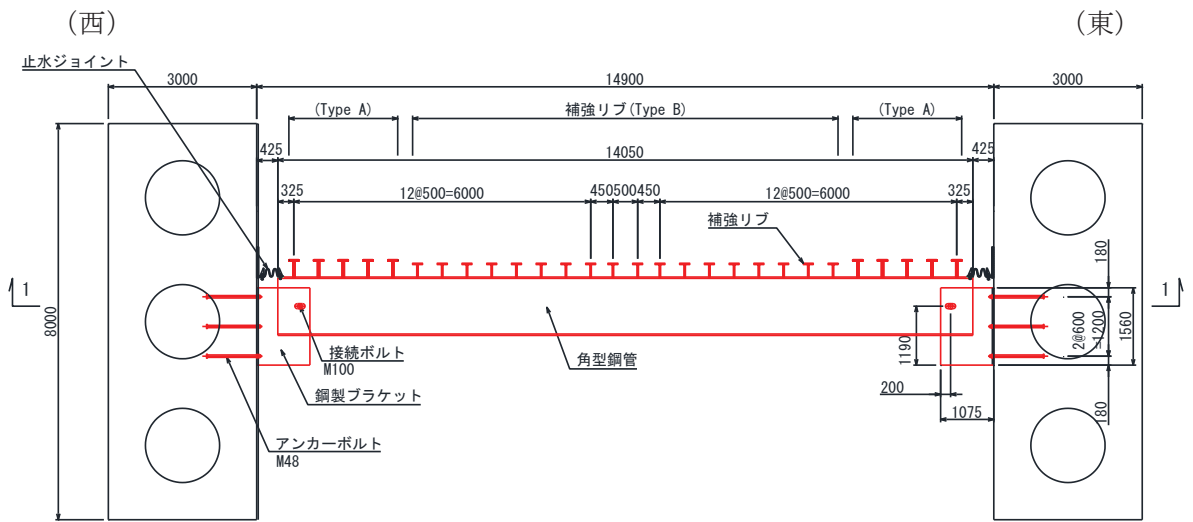 (西)
(東)
止水ジョイント
3000
14900
3000
(Type A)
補強リブ(Type B)
(Type A)
425
14050
425
325
12@500=6000
450500450
12@500=6000
325
補強リブ
180
1
1
8000
2@600
=1200
1560
1190
接続ボルト
M100
角型鋼管
鋼製ブラケット
200
1075
180
アンカーボルト
M48